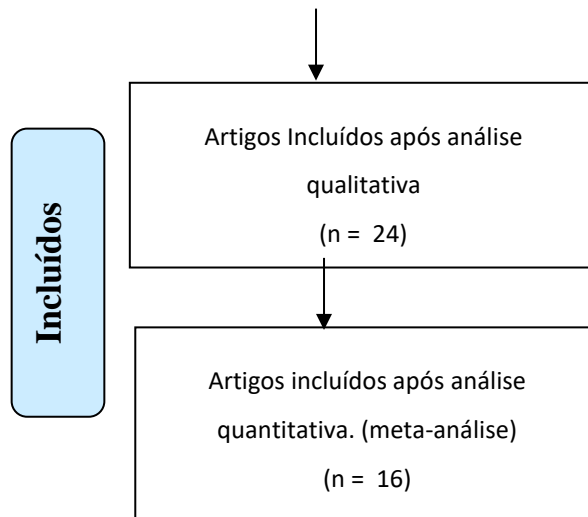 Incluídos
Artigos Incluídos após análise
qualitativa
(n = 24)
Artigos incluídos após análise
quantitativa. (meta-análise)
(n = 16)